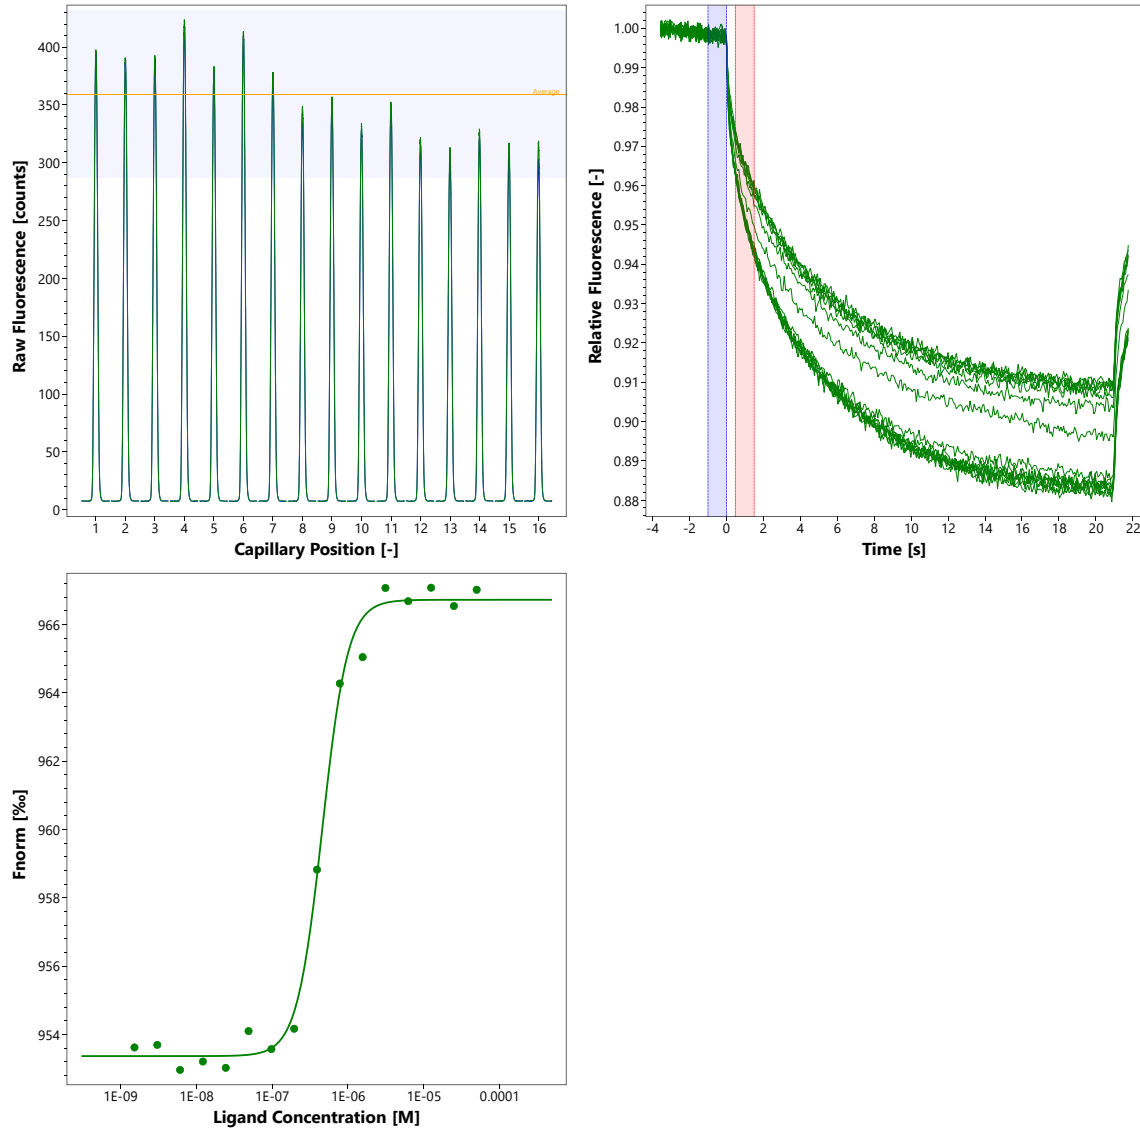 Raw Fluorescence [counts]
400
350
300
250
200
150
100
50
0
Average
1 2 3 4 5 6 7 8 9 10 11 12 13 14 15 16
Capillary Position [-]
Relative Fluorescence [-]
1.00
0.99
0.98
0.97
0.96
0.95
0.94
0.93
0.92
0.91
0.90
0.89
0.88
-4 -2 0 2 4 6 8 10 12 14 16 18 20 22
Time [s]
Fnorm [‰]
966
964
962
960
958
956
954
1E-09 1E-08 1E-07 1E-06 1E-05 0.0001
Ligand Concentration [M]